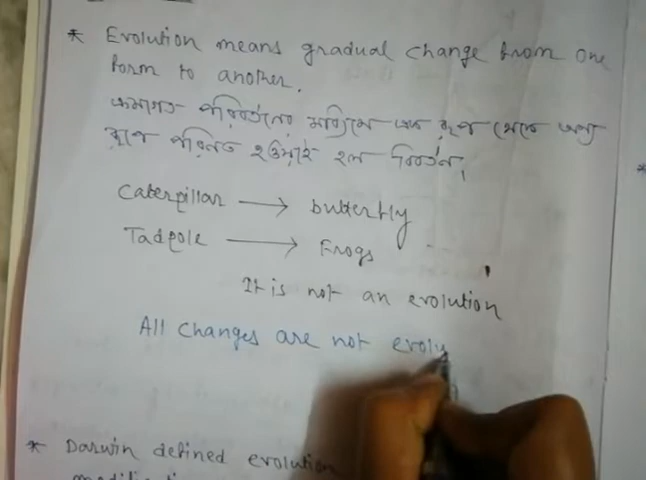 * Evolution means gradual change from one
form to another.
ক্রমাগত পরিবর্তনের মাধ্যমে এক রূপ থেকে অন্য
রূপে পরিনত হওয়াই হল বিবর্তন।
Caterpillar → butterfly
Tadpole → Frogs
It is not an evolution
All changes are not evolu
* Darwin defined evolution